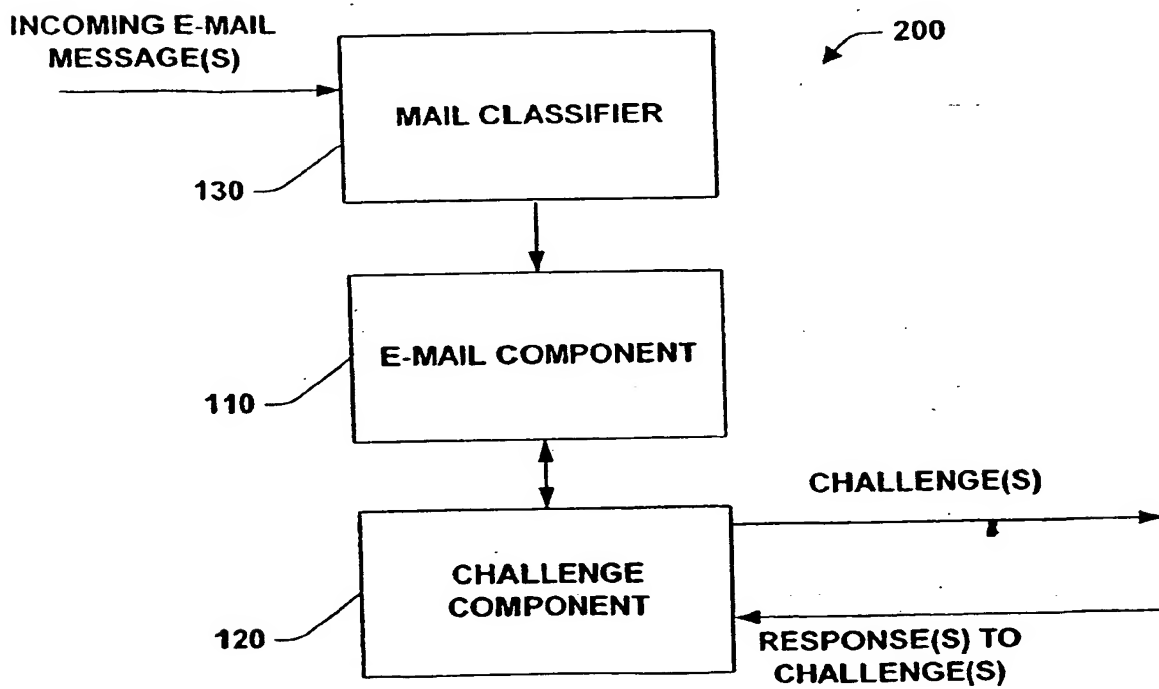 INCOMING E-MAIL
MESSAGE(S)
200
MAIL CLASSIFIER
130
E-MAIL COMPONENT
110
CHALLENGE(S)
CHALLENGE
COMPONENT
120
RESPONSE(S) TO
CHALLENGE(S)